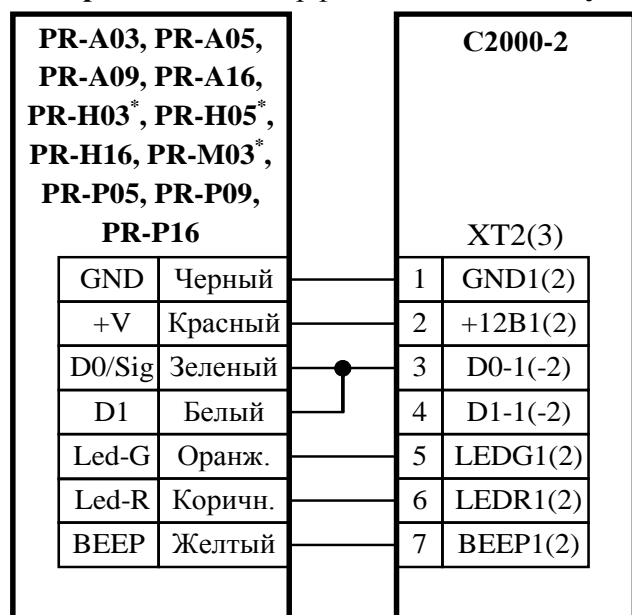 PR-A03, PR-A05,
PR-A09, PR-A16,
PR-H03*, PR-H05*,
PR-H16, PR-M03*,
PR-P05, PR-P09,
PR-P16
C2000-2
XT2(3)
GND Черный 1 GND1(2)
+V Красный 2 +12В1(2)
D0/Sig Зеленый 3 D0-1(-2)
D1 Белый 4 D1-1(-2)
Led-G Оранж. 5 LEDG1(2)
Led-R Коричн. 6 LEDR1(2)
BEEP Желтый 7 BEEP1(2)